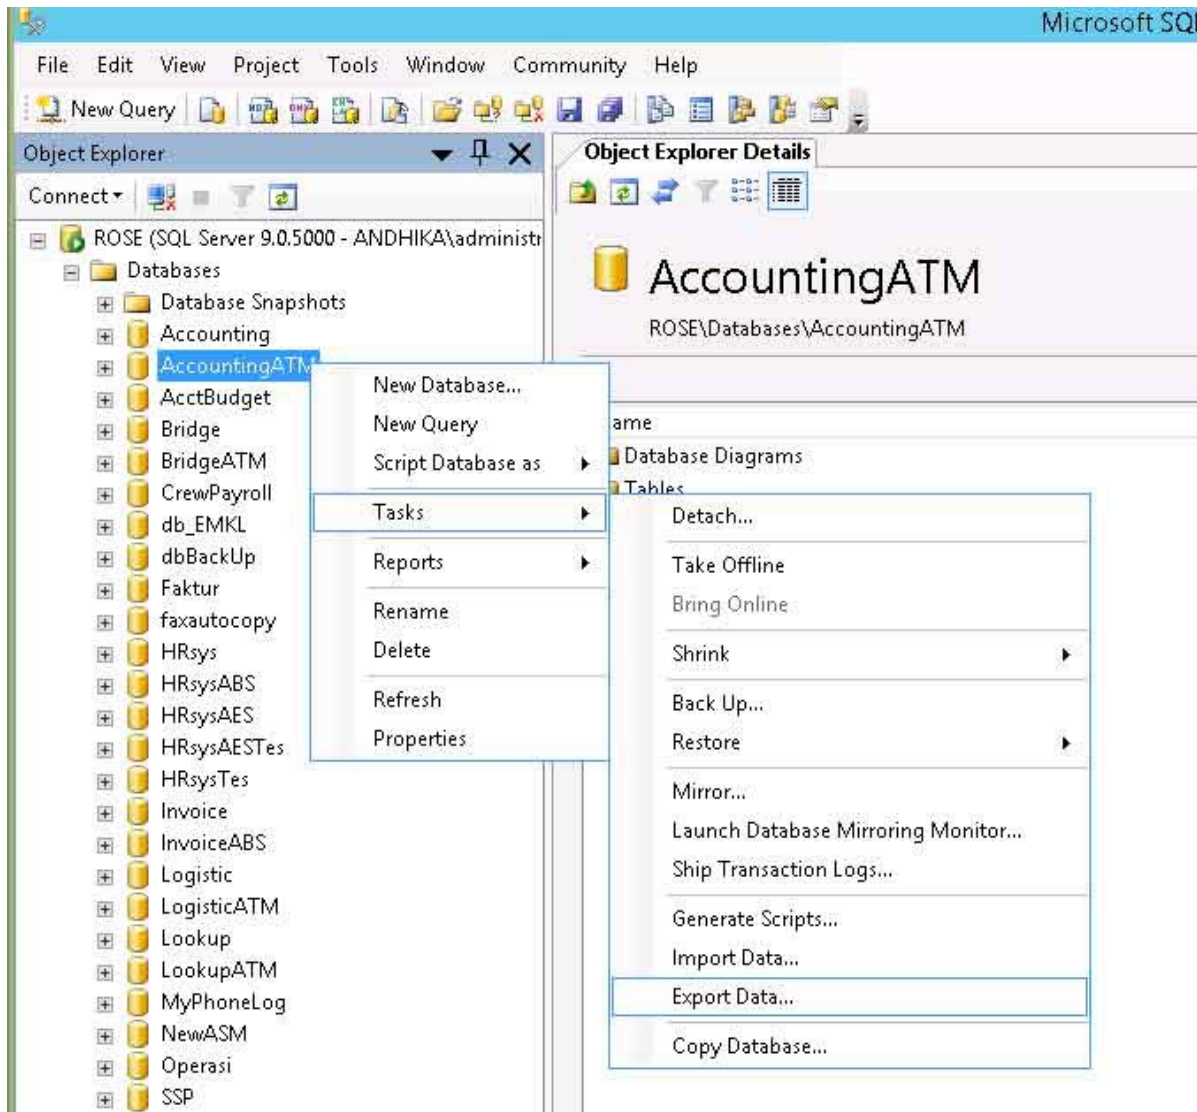 Microsoft SQL
File Edit View Project Tools Window Community Help
New Query
Object Explorer
Object Explorer Details
Connect
ROSE (SQL Server 9.0.5000 - ANDHIKA\administr
Databases
Database Snapshots
Accounting
AccountingATM
AcctBudget
Bridge
BridgeATM
CrewPayroll
db_EMKL
dbBackUp
Faktur
faxautocopy
HRsys
HRsysABS
HRsysAES
HRsysAESTes
HRsysTes
Invoice
InvoiceABS
Logistic
LogisticATM
Lookup
LookupATM
MyPhoneLog
NewASM
Operasi
SSP
AccountingATM
ROSE\Databases\AccountingATM
ame
Database Diagrams
Tables
New Database...
New Query
Script Database as
Tasks
Reports
Rename
Delete
Refresh
Properties
Detach...
Take Offline
Bring Online
Shrink
Back Up...
Restore
Mirror...
Launch Database Mirroring Monitor...
Ship Transaction Logs...
Generate Scripts...
Import Data...
Export Data...
Copy Database...